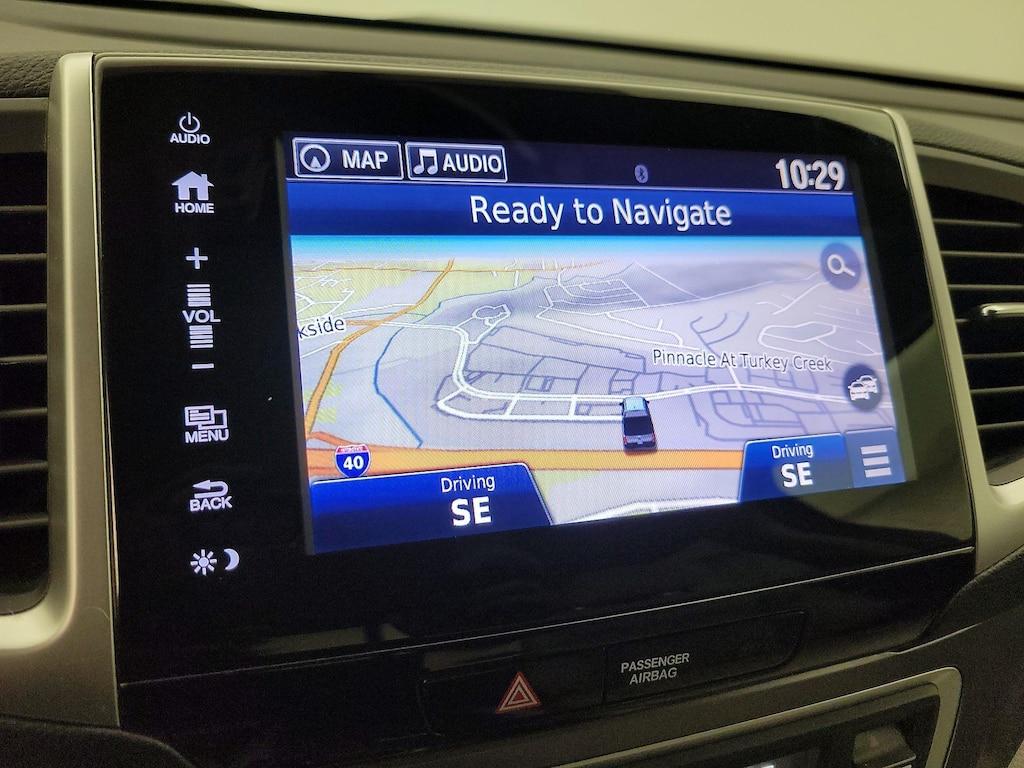 AUDIO
HOME
VOL
MENU
BACK
MAP
AUDIO
10:29
Ready to Navigate
kside
Pinnacle At Turkey Creek
40
Driving
SE
Driving
SE
PASSENGER
AIRBAG